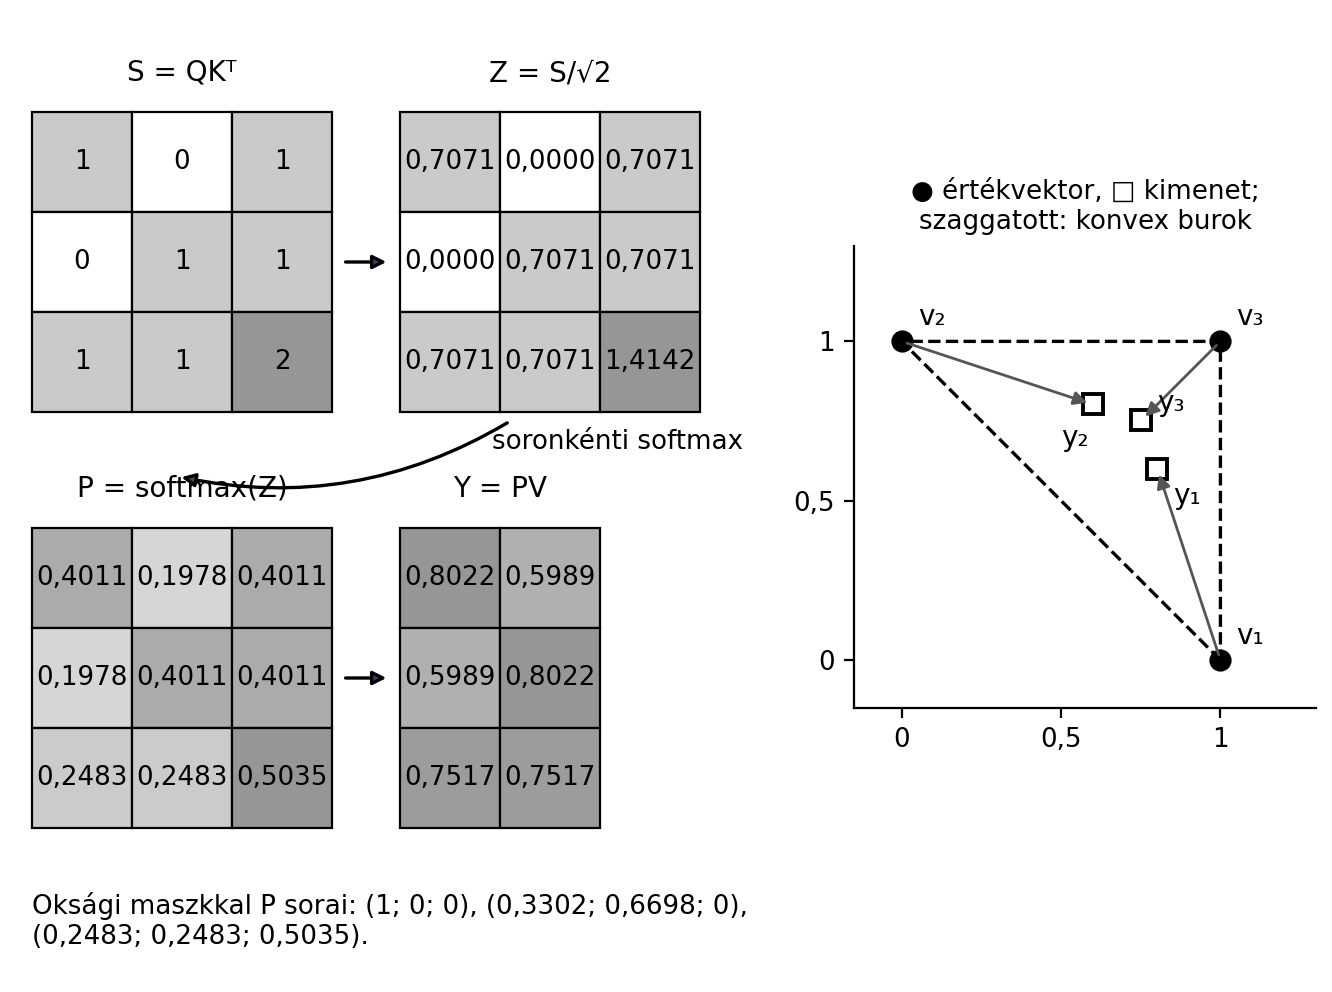 S = QKᵀ
1 0 1
0 1 1
1 1 2
Z = S/√2
0,7071 0,0000 0,7071
0,0000 0,7071 0,7071
0,7071 0,7071 1,4142
soronkénti softmax
P = softmax(Z)
0,4011 0,1978 0,4011
0,1978 0,4011 0,4011
0,2483 0,2483 0,5035
Y = PV
0,8022 0,5989
0,5989 0,8022
0,7517 0,7517
● értékvektor, □ kimenet;
szaggatott: konvex burok
v₂ v₃
1
y₃
y₂
0,5
y₁
v₁
0
0 0,5 1
Oksági maszkkal P sorai: (1; 0; 0), (0,3302; 0,6698; 0),
(0,2483; 0,2483; 0,5035).